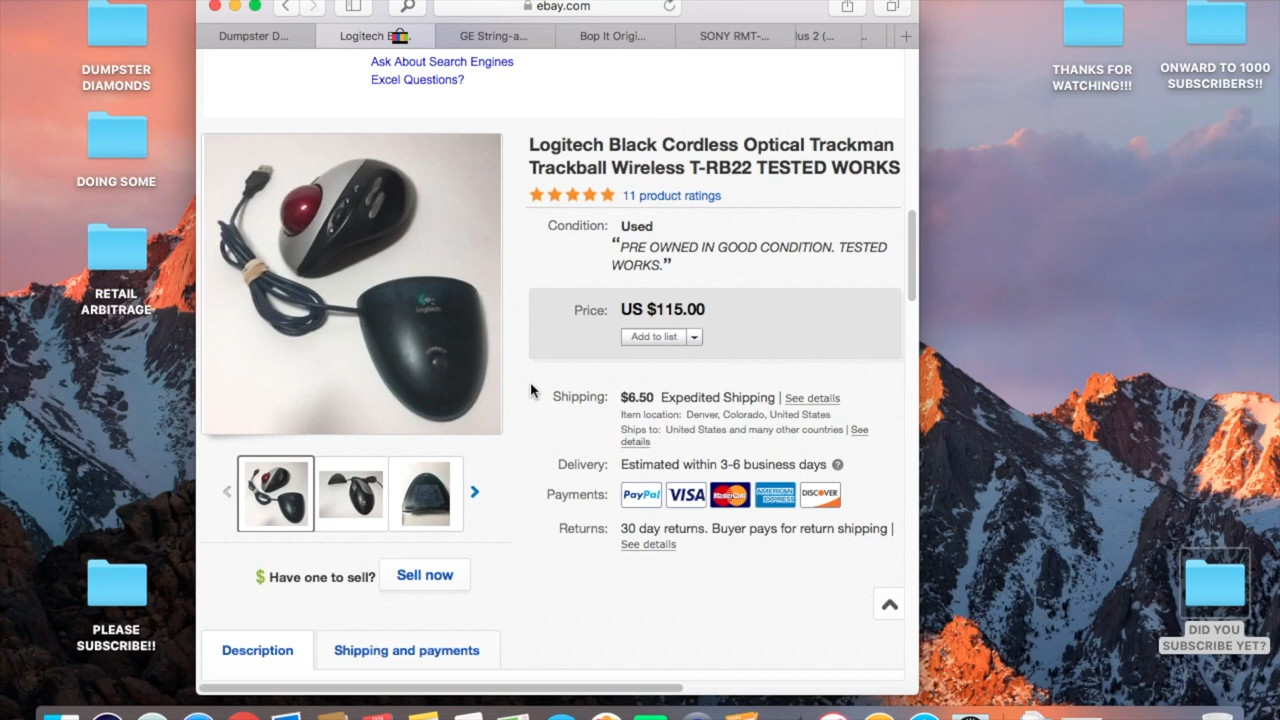 ebay.com
Dumpster D...
Logitech B
GE String-a...
Bop It Origi...
SONY RMT-...
lus 2 (...
DUMPSTER
DIAMONDS
DOING SOME
RETAIL
ARBITRAGE
PLEASE
SUBSCRIBE!!
THANKS FOR
WATCHING!!!
ONWARD TO 1000
SUBSCRIBERS!!
DID YOU
SUBSCRIBE YET?
Ask About Search Engines
Excel Questions?
Logitech Black Cordless Optical Trackman
Trackball Wireless T-RB22 TESTED WORKS
11 product ratings
Condition: Used
“PRE OWNED IN GOOD CONDITION. TESTED
WORKS.”
Price: US $115.00
Add to list
Shipping: $6.50 Expedited Shipping | See details
Item location: Denver, Colorado, United States
Ships to: United States and many other countries | See
details
Delivery: Estimated within 3-6 business days
Payments: PayPal VISA MasterCard AMERICAN EXPRESS DISCOVER
Returns: 30 day returns. Buyer pays for return shipping |
See details
Logitech
$ Have one to sell? Sell now
Description
Shipping and payments